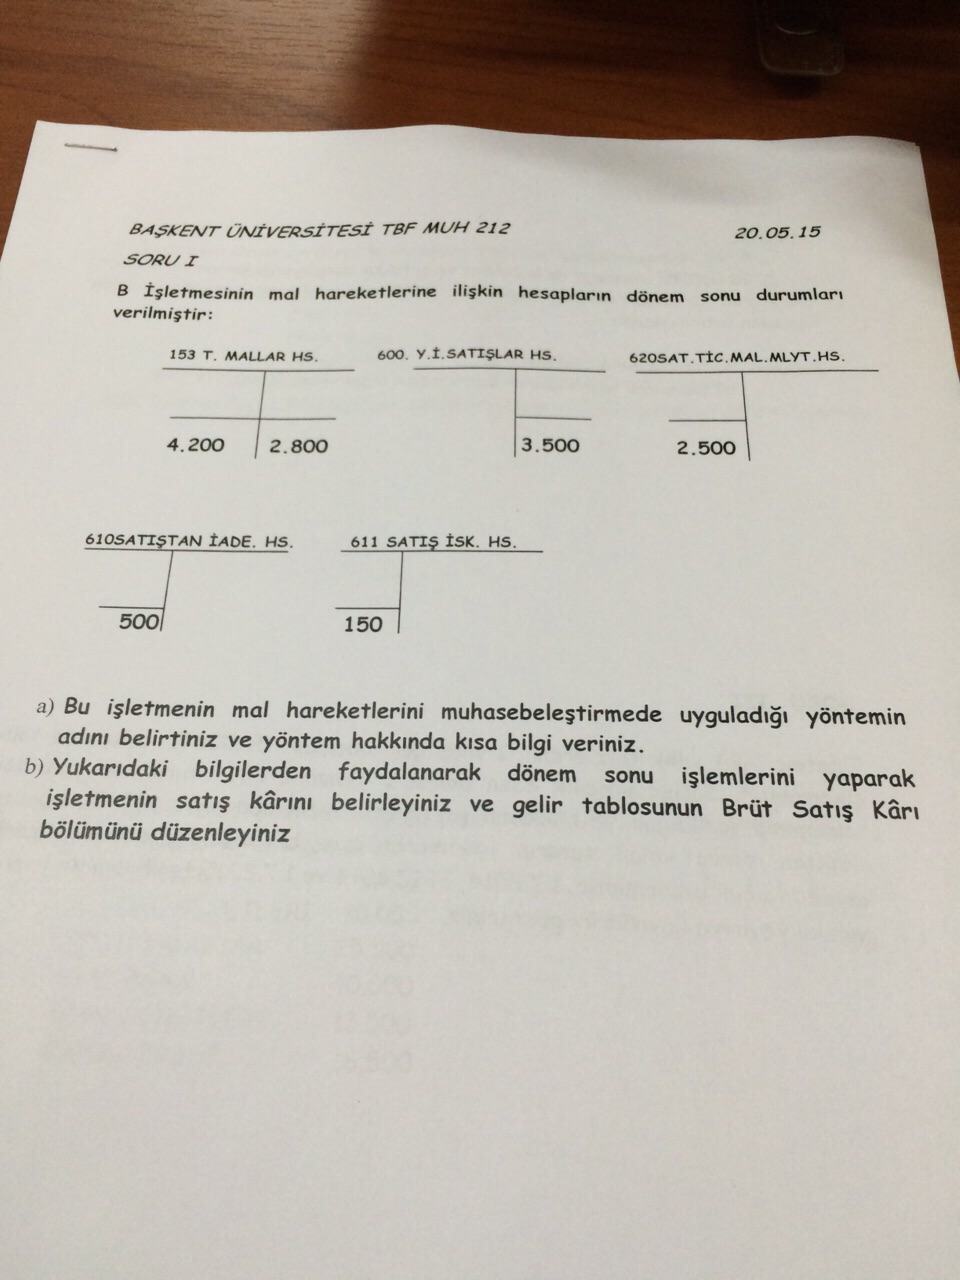 BAŞKENT ÜNİVERSİTESİ TBF MUH 212 20.05.15
SORU I
B İşletmesinin mal hareketlerine ilişkin hesapların dönem sonu durumları
verilmiştir:
153 T. MALLAR HS. 600. Y.İ.SATIŞLAR HS. 620SAT.TİC.MAL.MLYT.HS.
4.200 2.800 3.500 2.500
610SATIŞTAN İADE. HS. 611 SATIŞ İSK. HS.
500 150
a) Bu işletmenin mal hareketlerini muhasebeleştirmede uyguladığı yöntemin
adını belirtiniz ve yöntem hakkında kısa bilgi veriniz.
b) Yukarıdaki bilgilerden faydalanarak dönem sonu işlemlerini yaparak
işletmenin satış kârını belirleyiniz ve gelir tablosunun Brüt Satış Kârı
bölümünü düzenleyiniz